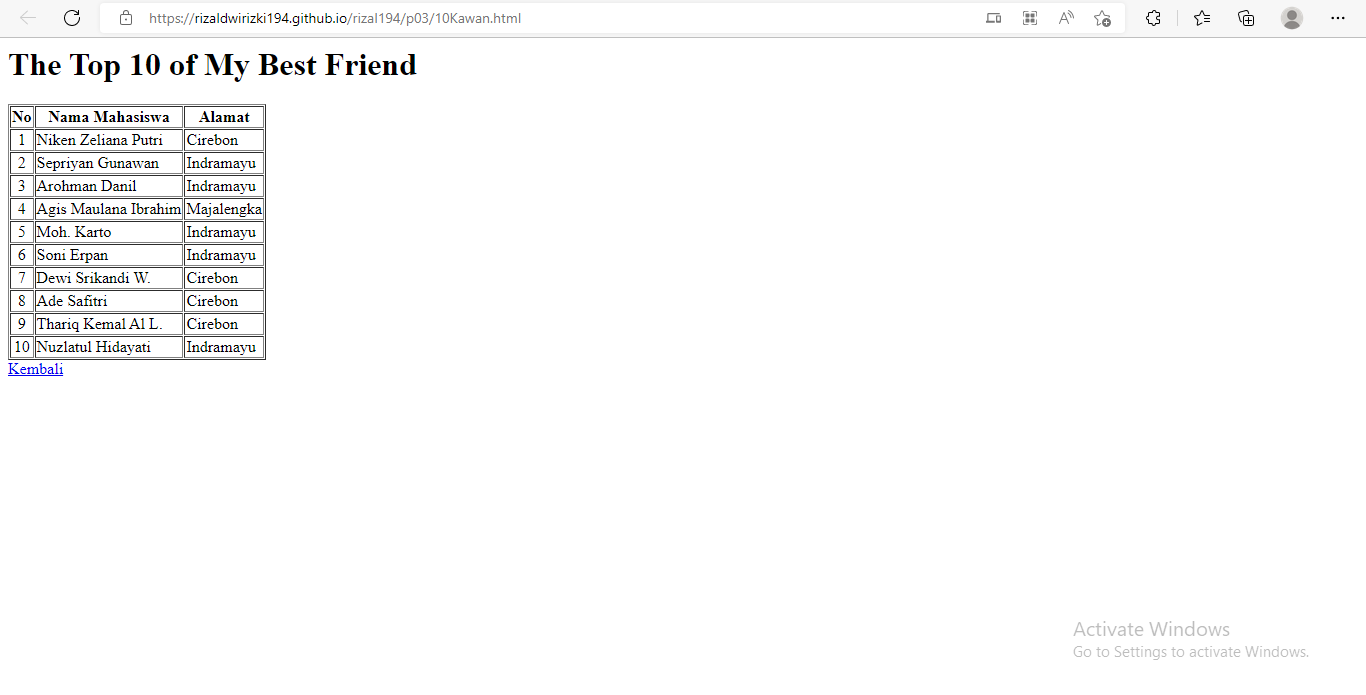 https://rizaldwirizki194.github.io/rizal194/p03/10Kawan.html
The Top 10 of My Best Friend
No Nama Mahasiswa Alamat
1 Niken Zeliana Putri Cirebon
2 Sepriyan Gunawan Indramayu
3 Arohman Danil Indramayu
4 Agis Maulana Ibrahim Majalengka
5 Moh. Karto Indramayu
6 Soni Erpan Indramayu
7 Dewi Srikandi W. Cirebon
8 Ade Safitri Cirebon
9 Thariq Kemal Al L. Cirebon
10 Nuzlatul Hidayati Indramayu
Kembali
Activate Windows
Go to Settings to activate Windows.